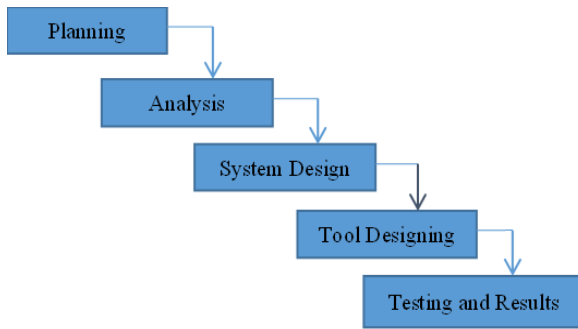 Planning
Analysis
System Design
Tool Designing
Testing and Results